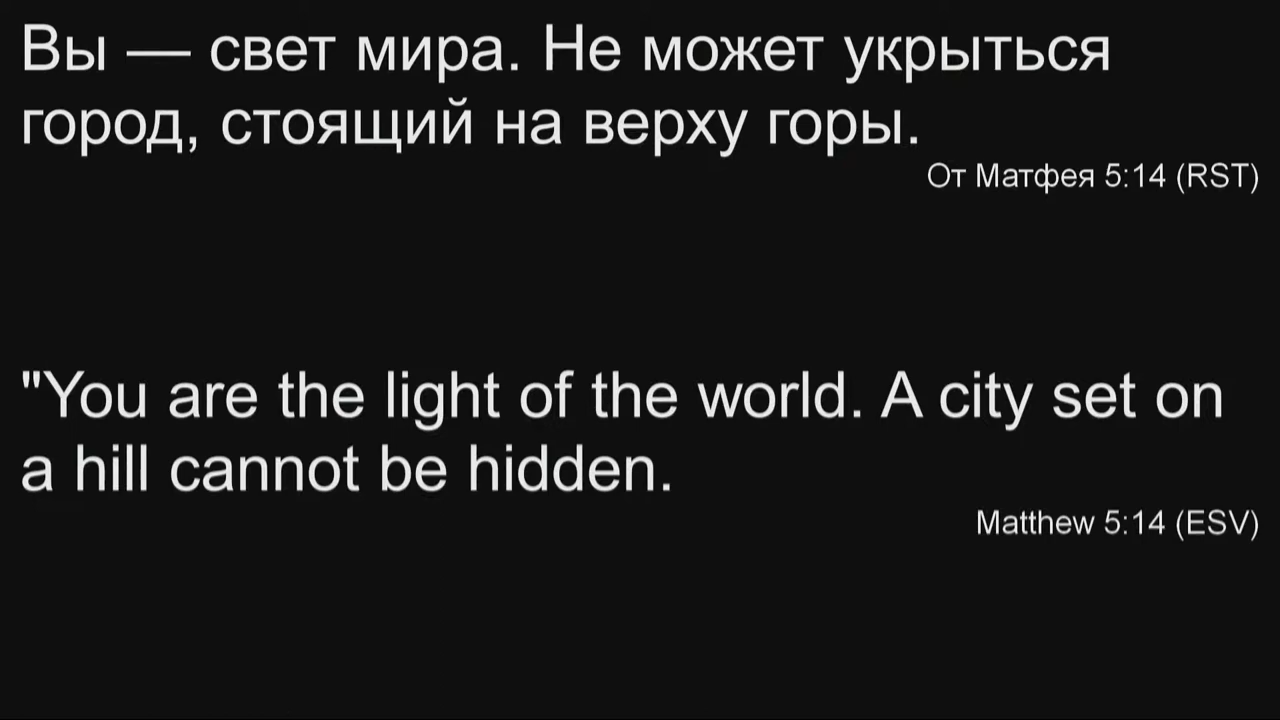 Вы — свет мира. Не может укрыться
город, стоящий на верху горы.
От Матфея 5:14 (RST)
"You are the light of the world. A city set on
a hill cannot be hidden.
Matthew 5:14 (ESV)